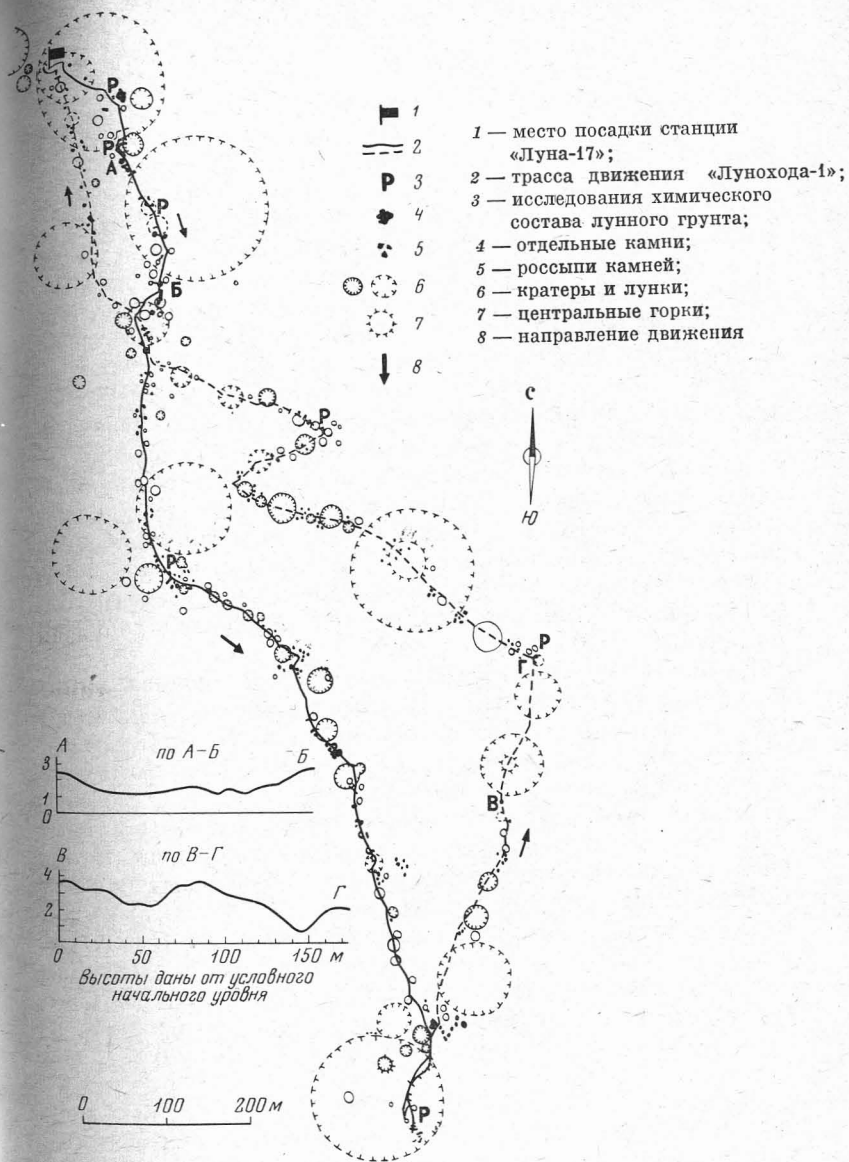 1
2
P 3
4
5
6
7
8
1 — место посадки станции
«Луна-17»;
2 — трасса движения «Лунохода-1»;
3 — исследования химического
состава лунного грунта;
4 — отдельные камни;
5 — россыпи камней;
6 — кратеры и лунки;
7 — центральные горки;
8 — направление движения
P
P
А
P
Б
P
С
Ю
P
P
Г
В
P
А по А-Б Б
3
1
0
В по В-Г Г
4
2
0 50 100 150 м
Высоты даны от условного
начального уровня
0 100 200 м